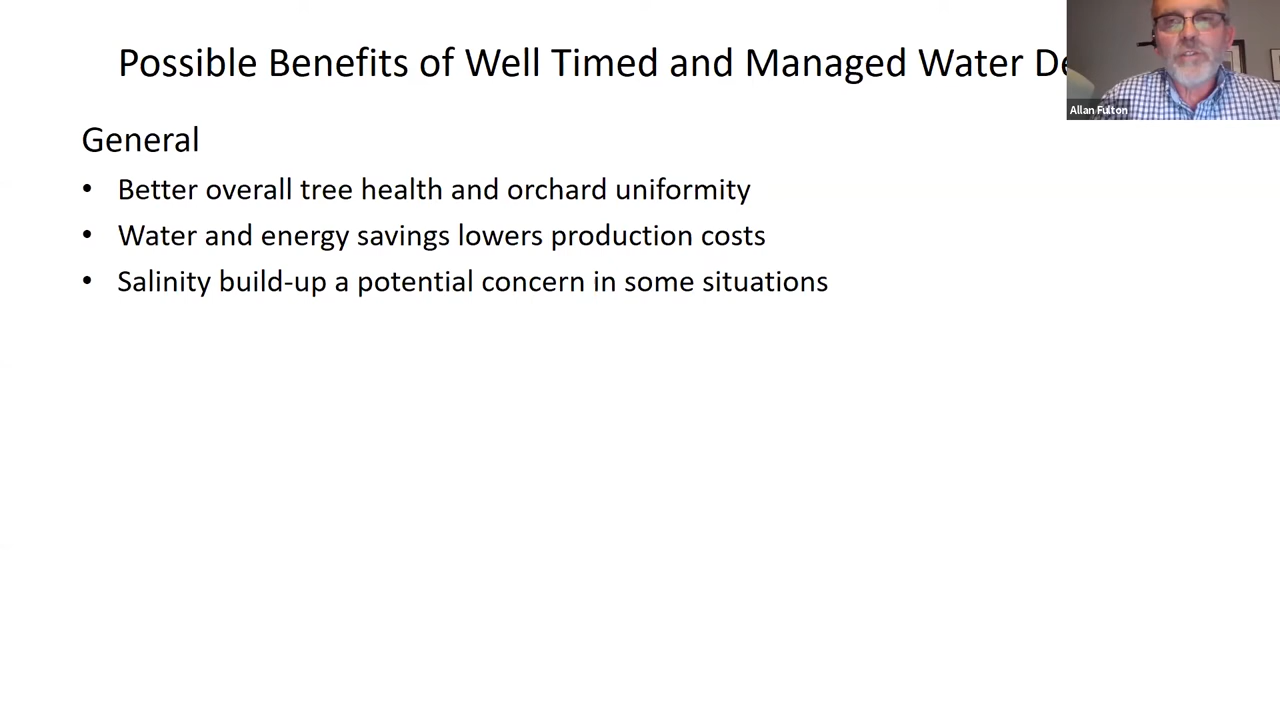 Possible Benefits of Well Timed and Managed Water
Allan Fulton
General
• Better overall tree health and orchard uniformity
• Water and energy savings lowers production costs
• Salinity build-up a potential concern in some situations